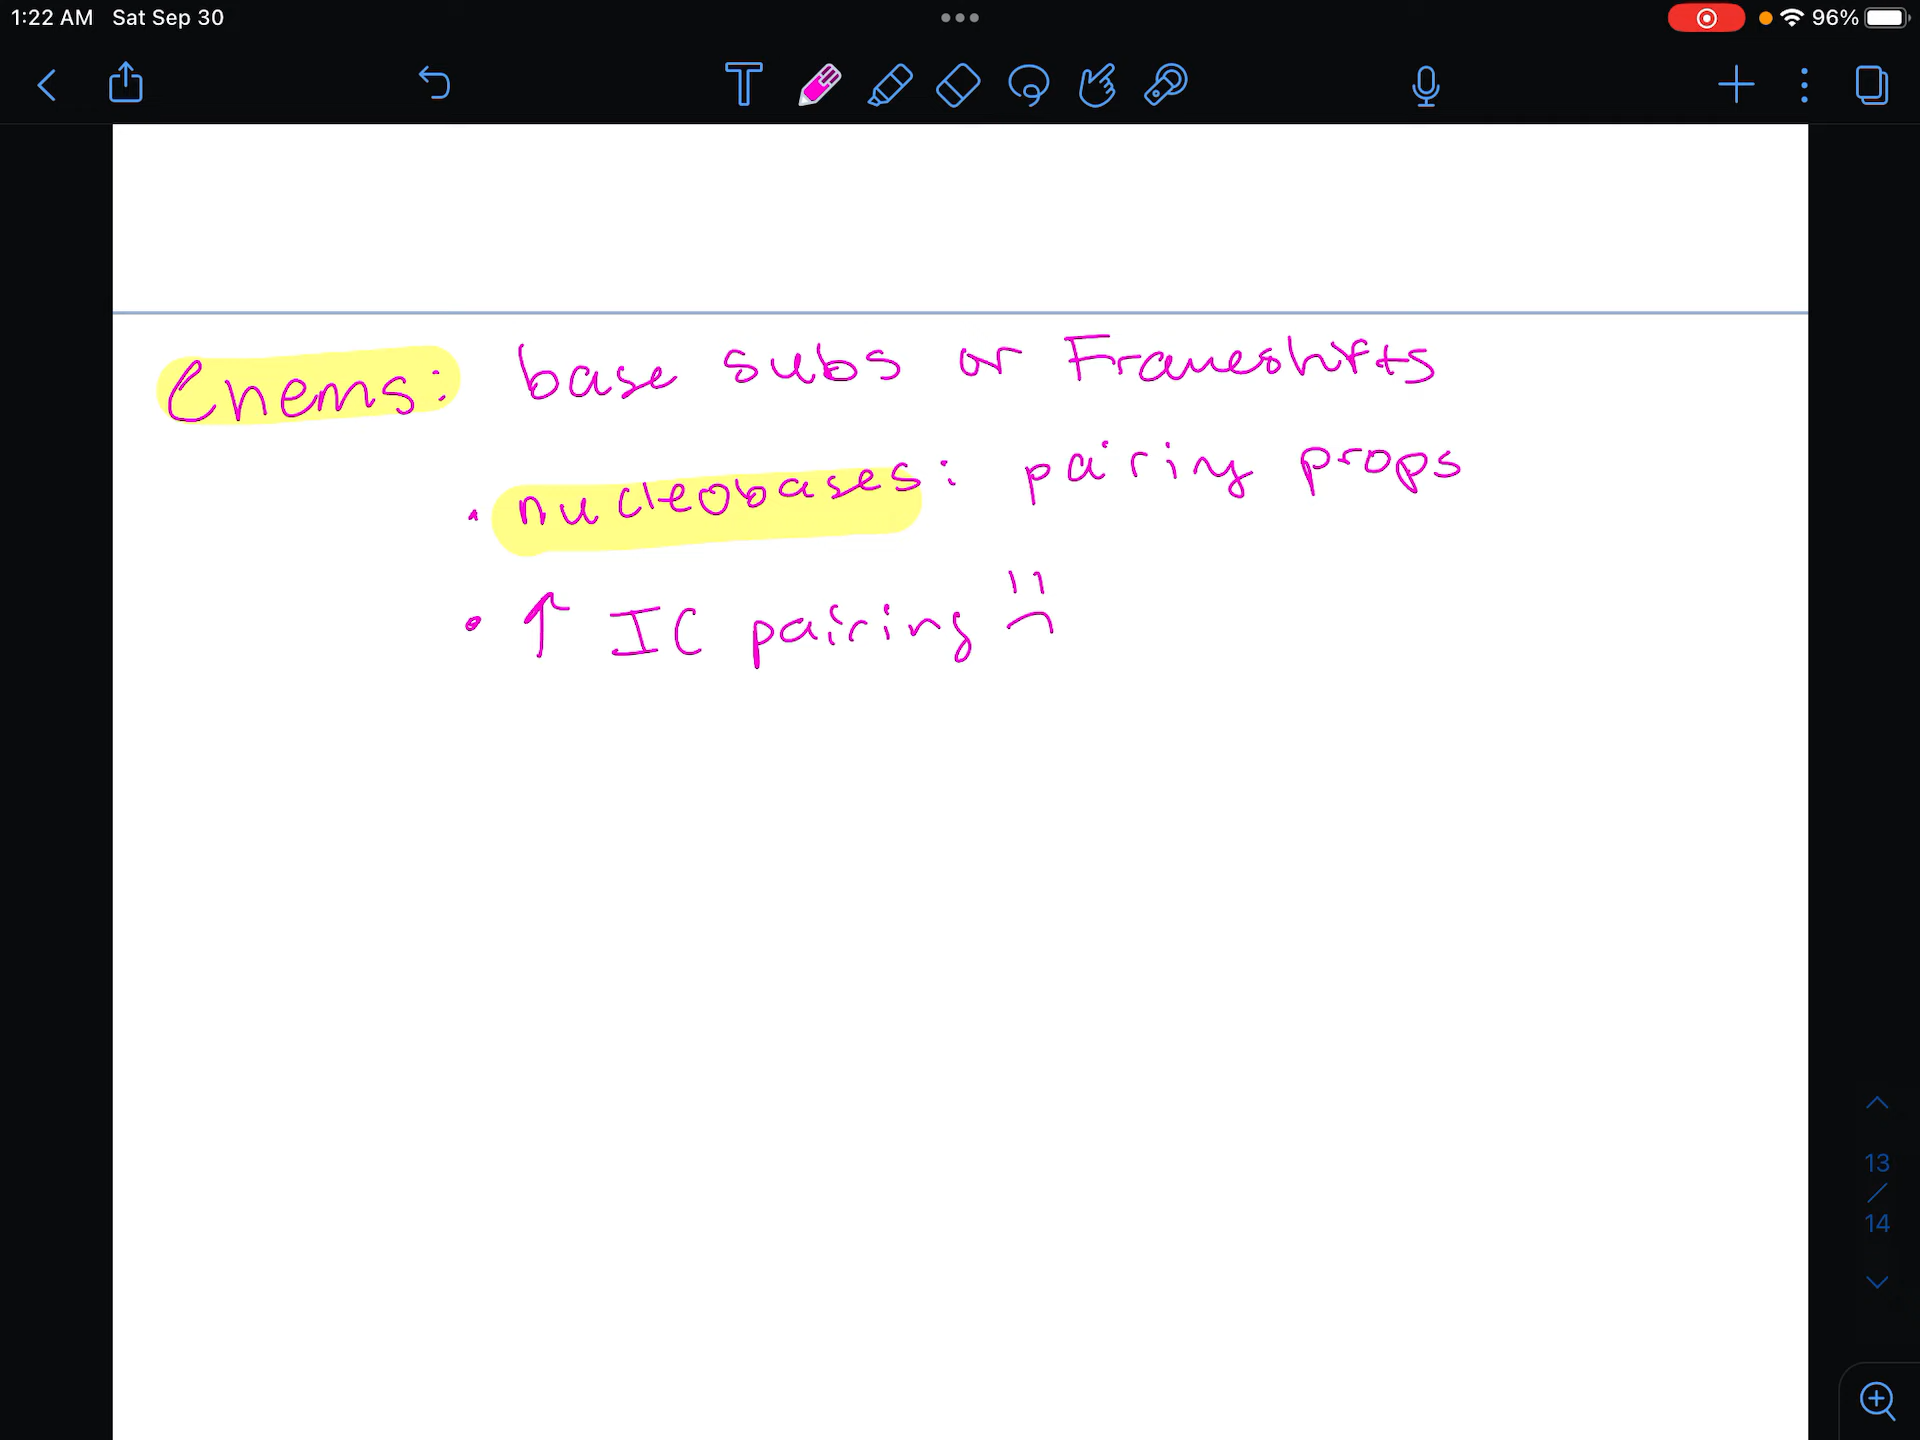 1:22 AM Sat Sep 30
96%
Chems: base subs or Frameshifts
• nucleobases: pairing props
• ↑ IC pairing
13
/
14